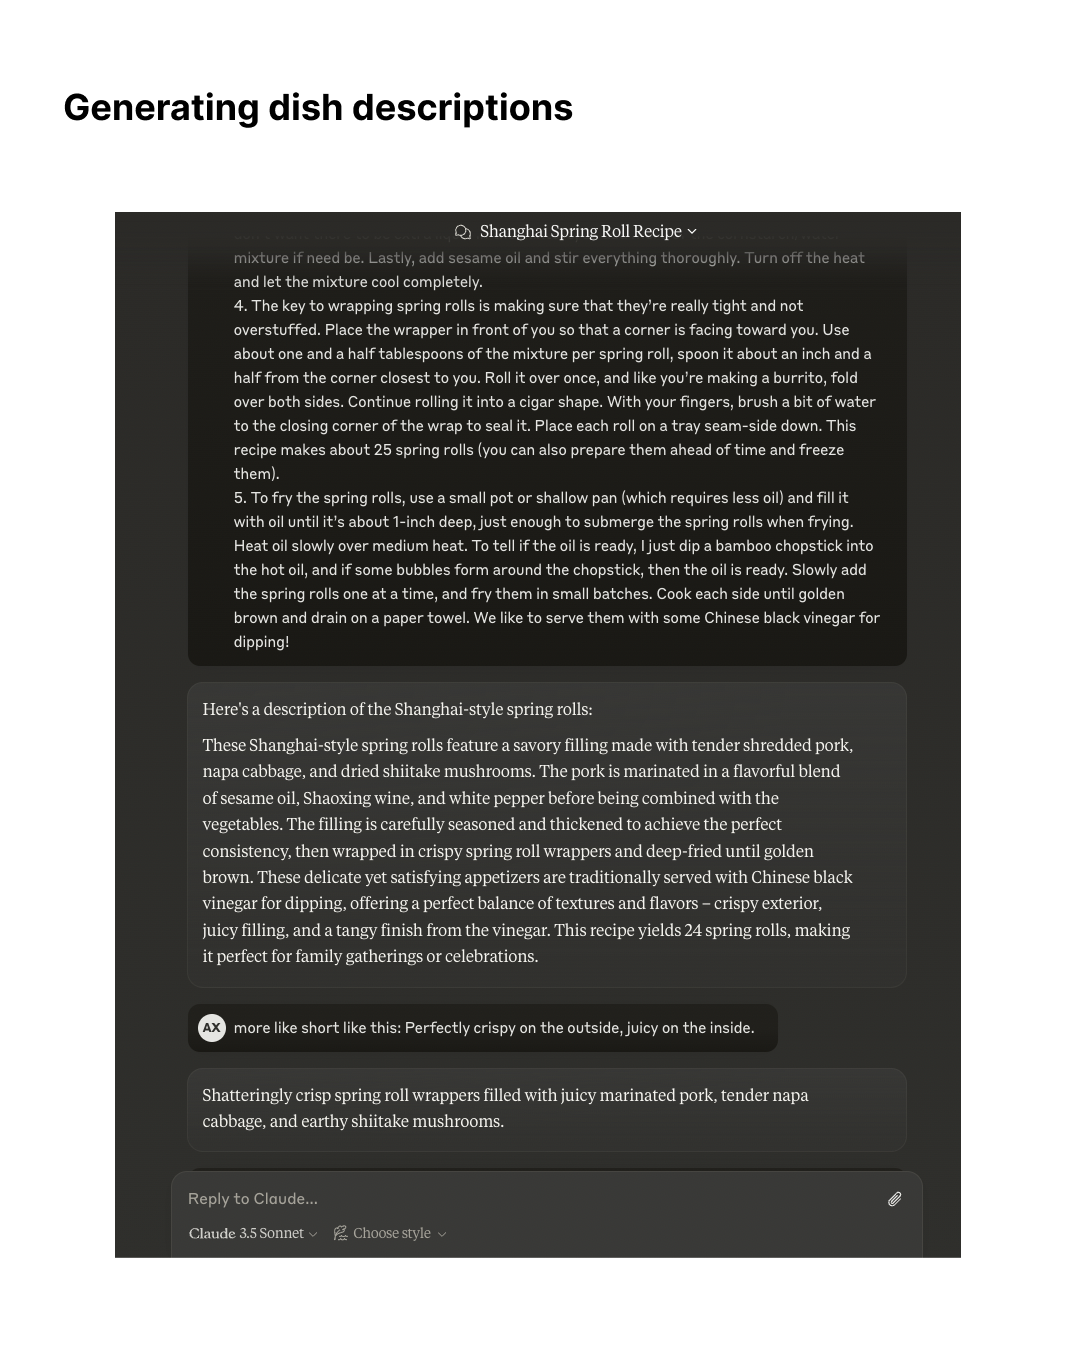 Generating dish descriptions
Shanghai Spring Roll Recipe
mixture if need be. Lastly, add sesame oil and stir everything thoroughly. Turn off the heat
and let the mixture cool completely.
4. The key to wrapping spring rolls is making sure that they’re really tight and not
overstuffed. Place the wrapper in front of you so that a corner is facing toward you. Use
about one and a half tablespoons of the mixture per spring roll, spoon it about an inch and a
half from the corner closest to you. Roll it over once, and like you’re making a burrito, fold
over both sides. Continue rolling it into a cigar shape. With your fingers, brush a bit of water
to the closing corner of the wrap to seal it. Place each roll on a tray seam-side down. This
recipe makes about 25 spring rolls (you can also prepare them ahead of time and freeze
them).
5. To fry the spring rolls, use a small pot or shallow pan (which requires less oil) and fill it
with oil until it’s about 1-inch deep, just enough to submerge the spring rolls when frying.
Heat oil slowly over medium heat. To tell if the oil is ready, I just dip a bamboo chopstick into
the hot oil, and if some bubbles form around the chopstick, then the oil is ready. Slowly add
the spring rolls one at a time, and fry them in small batches. Cook each side until golden
brown and drain on a paper towel. We like to serve them with some Chinese black vinegar for
dipping!
Here's a description of the Shanghai-style spring rolls:
These Shanghai-style spring rolls feature a savory filling made with tender shredded pork,
napa cabbage, and dried shiitake mushrooms. The pork is marinated in a flavorful blend
of sesame oil, Shaoxing wine, and white pepper before being combined with the
vegetables. The filling is carefully seasoned and thickened to achieve the perfect
consistency, then wrapped in crispy spring roll wrappers and deep-fried until golden
brown. These delicate yet satisfying appetizers are traditionally served with Chinese black
vinegar for dipping, offering a perfect balance of textures and flavors – crispy exterior,
juicy filling, and a tangy finish from the vinegar. This recipe yields 24 spring rolls, making
it perfect for family gatherings or celebrations.
AX more like short like this: Perfectly crispy on the outside, juicy on the inside.
Shatteringly crisp spring roll wrappers filled with juicy marinated pork, tender napa
cabbage, and earthy shiitake mushrooms.
Reply to Claude...
Claude 3.5 Sonnet Choose style